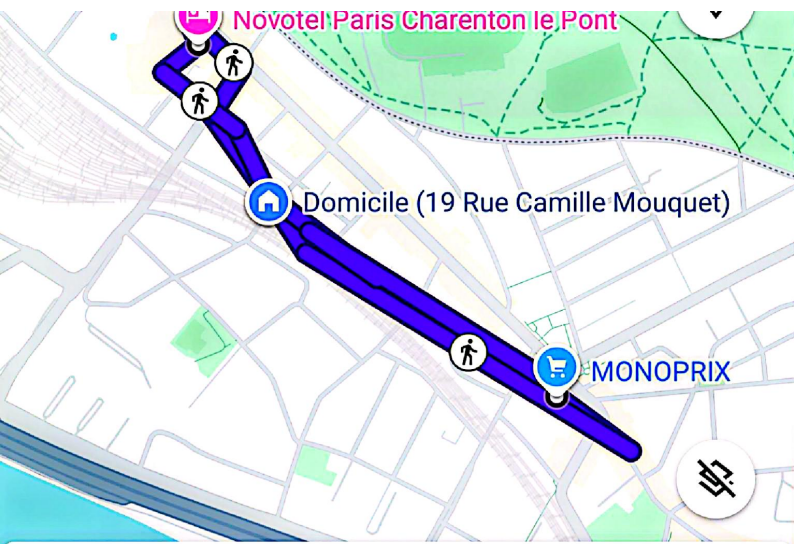 Novotel Paris Charenton le Pont
Domicile (19 Rue Camille Mouquet)
MONOPRIX